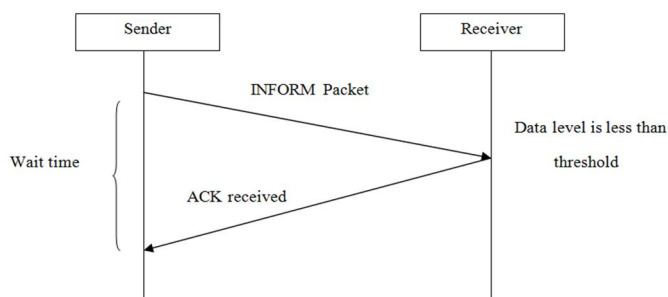 Sender
Receiver
INFORM Packet
Data level is less than
threshold
Wait time
ACK received